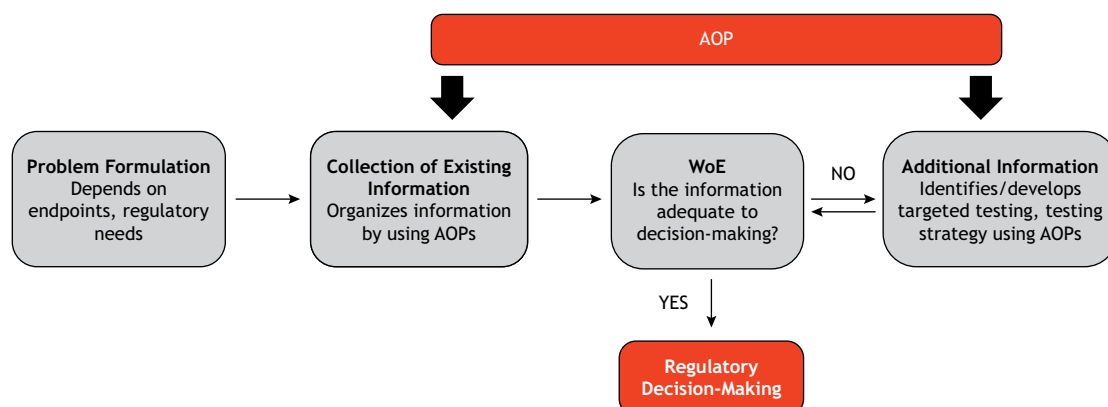 AOP
Problem Formulation
Depends on
endpoints, regulatory
needs
Collection of Existing
Information
Organizes information
by using AOPs
WoE
Is the information
adequate to
decision-making?
NO
Additional Information
Identifies/develops
targeted testing, testing
strategy using AOPs
YES
Regulatory
Decision-Making